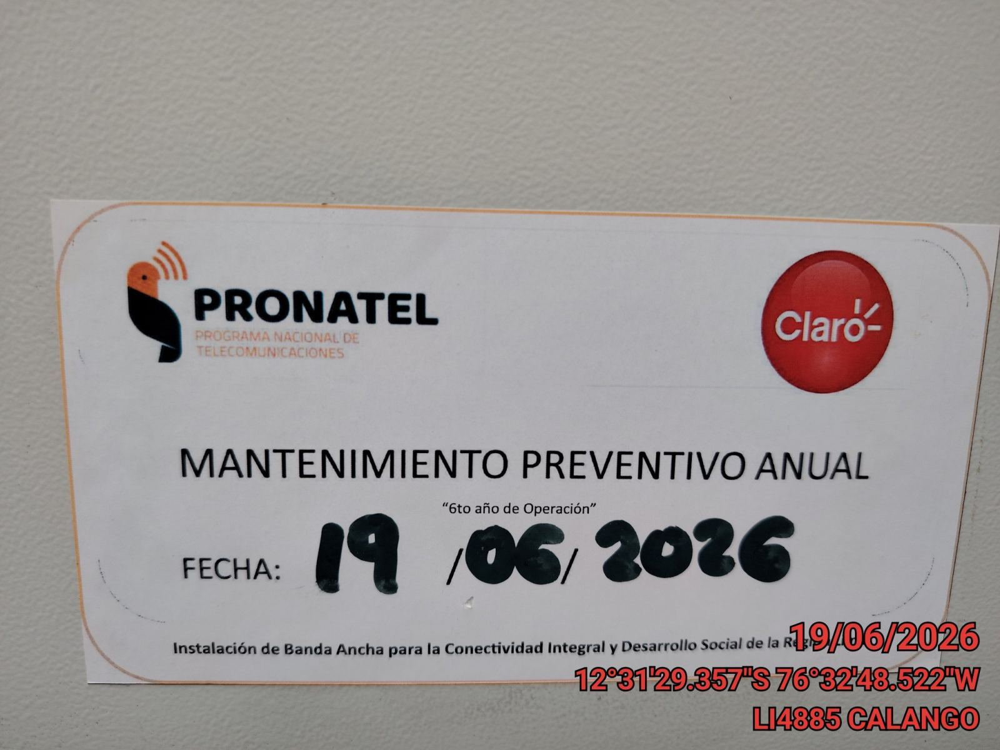 PRONATEL
PROGRAMA NACIONAL DE
TELECOMUNICACIONES
Claro
MANTENIMIENTO PREVENTIVO ANUAL
"6to año de Operación"
FECHA: 19 /06/ 2026
Instalación de Banda Ancha para la Conectividad Integral y Desarrollo Social de la
19/06/2026
12°31'29.357"S 76°32'48.522"W
LI4885 CALANGO